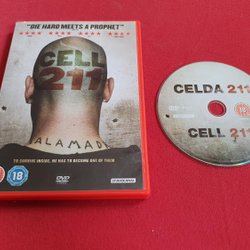 "DIE HARD MEETS A PROPHET"
CELL
211
ALAMADR
TO SURVIVE INSIDE, HE HAS TO BECOME ONE OF THEM
DVD
18
CELDA 211
18
CELL 211